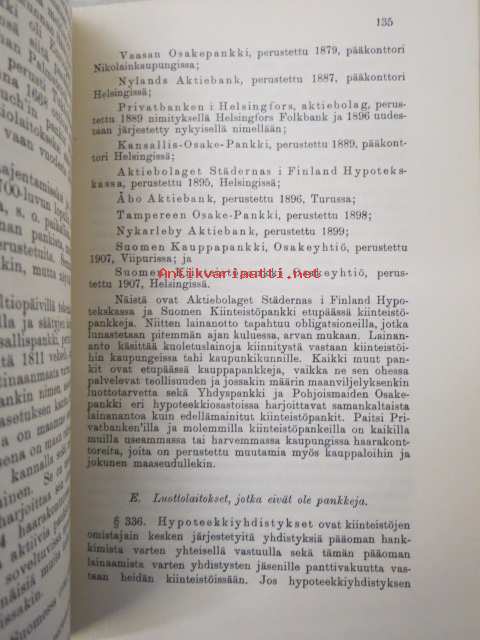 135
Vaasan Osakepankki, perustettu 1879, pääkonttori
Nikolainkaupungissa;
Nylands Aktiebank, perustettu 1887, pääkonttori
Helsingissä;
Privatbanken i Helsingfors, aktiebolag, perus-
tettu 1889 nimityksellä Helsingfors Folkbank ja 1896 uudes-
taan järjestetty nykyisellä nimellään;
Kansallis-Osake-Pankki, perustettu 1889, pääkont-
tori Helsingissä;
Aktiebolaget Städernas i Finland Hypoteks-
kassa, perustettu 1895, Helsingissä;
Åbo Aktiebank, perustettu 1896, Turussa;
Tampereen Osake-Pankki, perustettu 1898;
Nykarleby Aktiebank, perustettu 1899;
Suomen Kauppapankki, Osakeyhtiö, perustettu
1907, Viipurissa; ja
Suomen Kiinteistöpankki, Osakeyhtiö, perus-
tettu 1907, Helsingissä.
Antikvariaatti.net
Näistä ovat Aktiebolaget Städernas i Finland Hypo-
tekskassa ja Suomen Kiinteistöpankki etupäässä kiinteistö-
pankkeja. Niitten lainanotto tapahtuu obligatsioneilla, jotka
lunastetaan pitemmän ajan kuluessa, arvan mukaan. Lainan-
anto käsittää kuoletuslainoja kiinnitystä vastaan kiinteistöi-
hin kaupungeissa tahi kaupunkikunnille. Kaikki muut pan-
kit ovat etupäässä kauppapankkeja, vaikka ne sen ohessa
palvelevat teollisuuden ja jossakin määrin maanviljelyksenkin
luottotarvetta sekä Yhdyspankki ja Pohjoismaiden Osake-
pankki eri hypoteekkiosastoissa harjoittavat samankaltaista
lainanantoa kuin edellämainitut kiinteistöpankit. Paitsi Pri-
vatbanken'illa ja molemmilla kiinteistöpankeilla on kaikilla
muilla useammassa tai harvemmassa kaupungissa haarakont-
toreita, joita on perustettu muutamia myös kauppaloihin ja
jokunen maaseudullekin.
E. Luottolaitokset, jotka eivät ole pankkeja.
§ 336. Hypoteekkiyhdistykset ovat kiinteistöjen
omistajain kesken järjestetyitä yhdistyksiä pääoman hank-
kimista varten yhteisellä vastuulla sekä tämän pääoman
lainaamista varten yhdistysten jäsenille panttivakuutta vas-
taan heidän kiinteistöissään. Jos hypoteekkiyhdistyksen